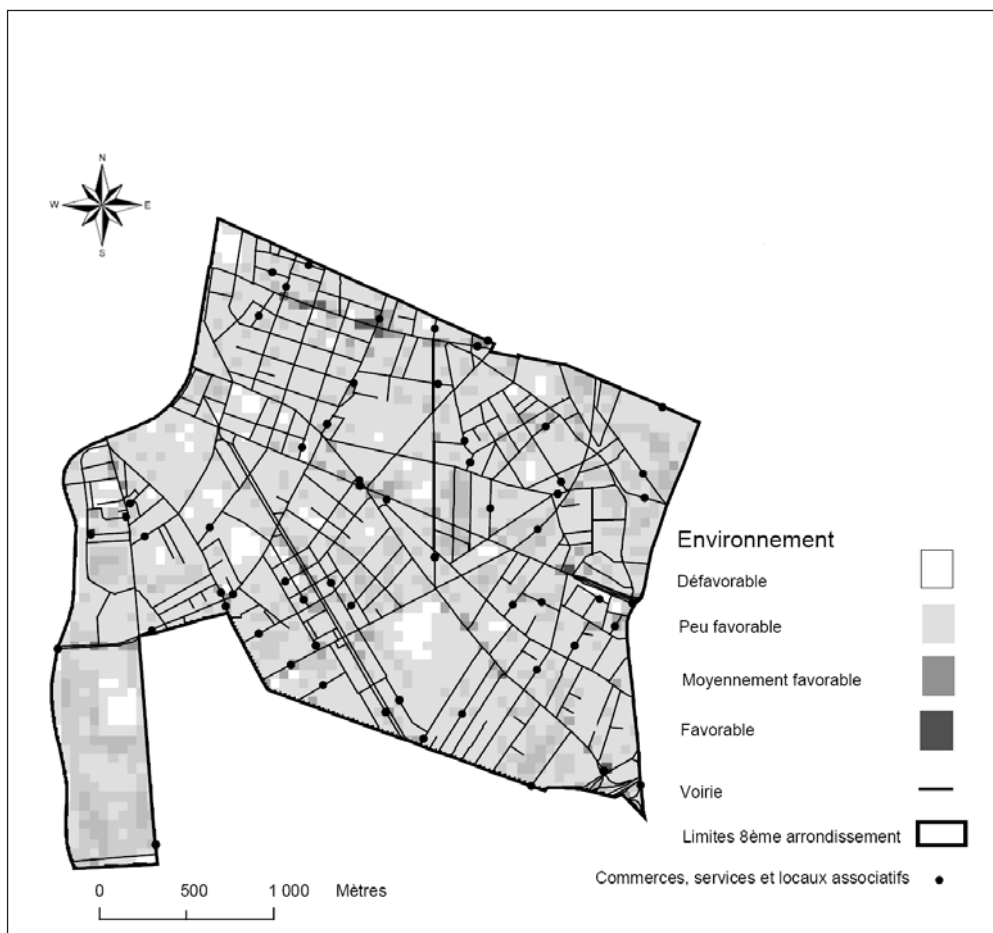 N
W E
S
Environnement
Défavorable
Peu favorable
Moyennement favorable
Favorable
Voirie
Limites 8ème arrondissement
Commerces, services et locaux associatifs
0 500 1 000 Mètres